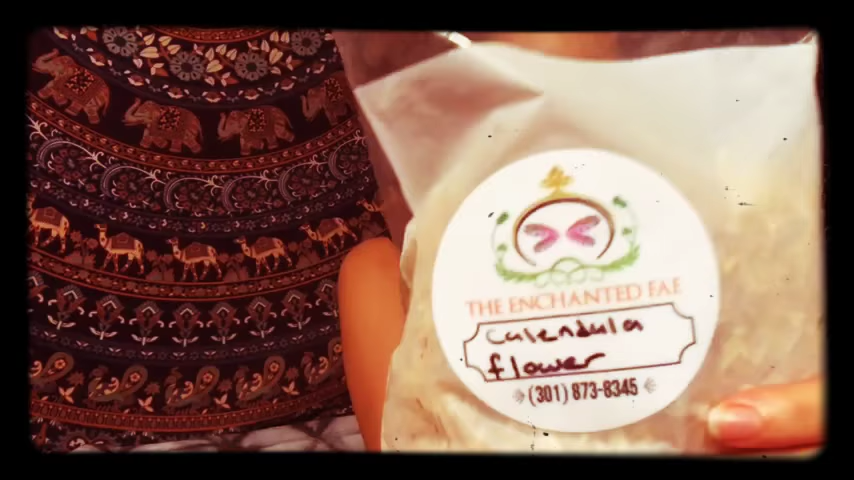 THE ENCHANTED FAE
calendula
flower
(301) 873-8345